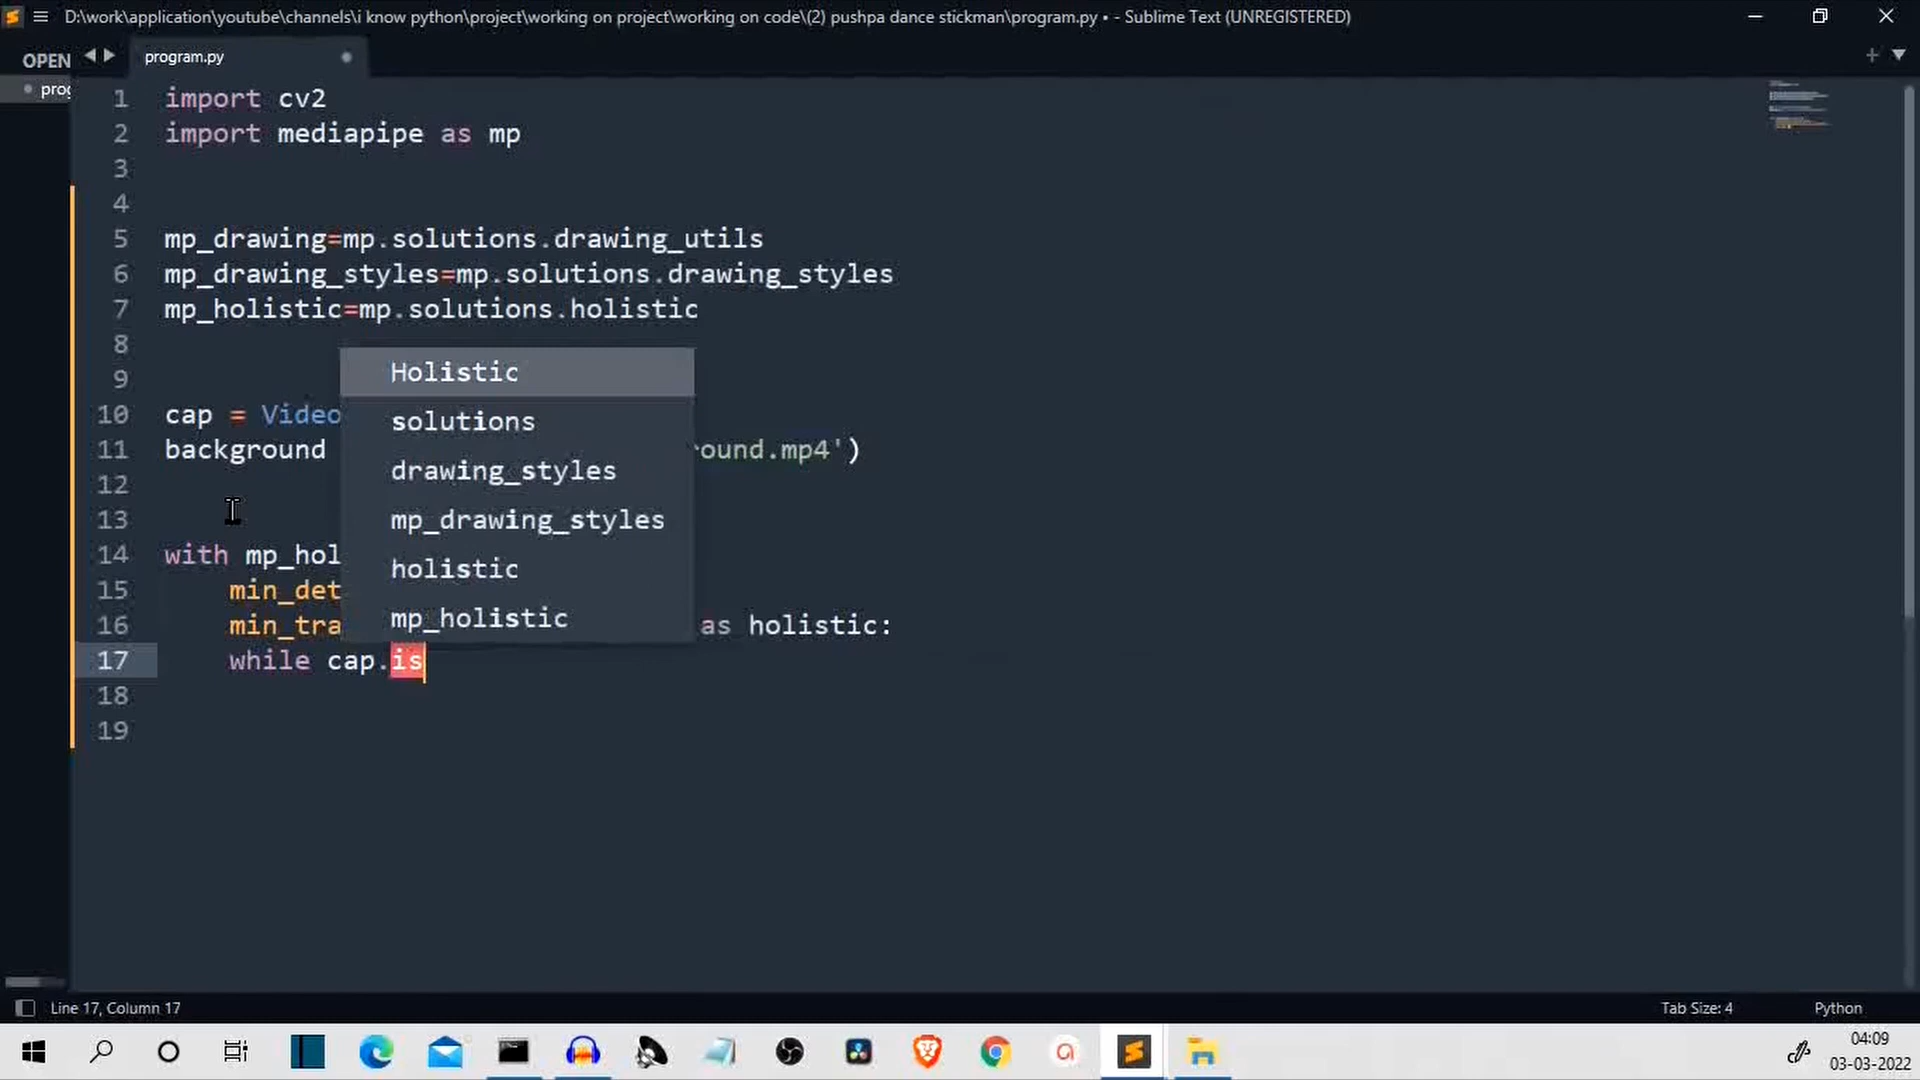 D:\work\application\youtube\channels\i know python\project\working on project\working on code\(2) pushpa dance stickman\program.py • - Sublime Text (UNREGISTERED)
OPEN
program.py
prog
1 import cv2
2 import mediapipe as mp
3
4
5 mp_drawing=mp.solutions.drawing_utils
6 mp_drawing_styles=mp.solutions.drawing_styles
7 mp_holistic=mp.solutions.holistic
8
9
Holistic
10 cap = Video
solutions
11 background
ound.mp4')
drawing_styles
12
13
mp_drawing_styles
14 with mp_hol
holistic
15 min_det
16 min_tra
mp_holistic
as holistic:
17 while cap.is
18
19
Line 17, Column 17
Tab Size: 4
Python
04:09
03-03-2022